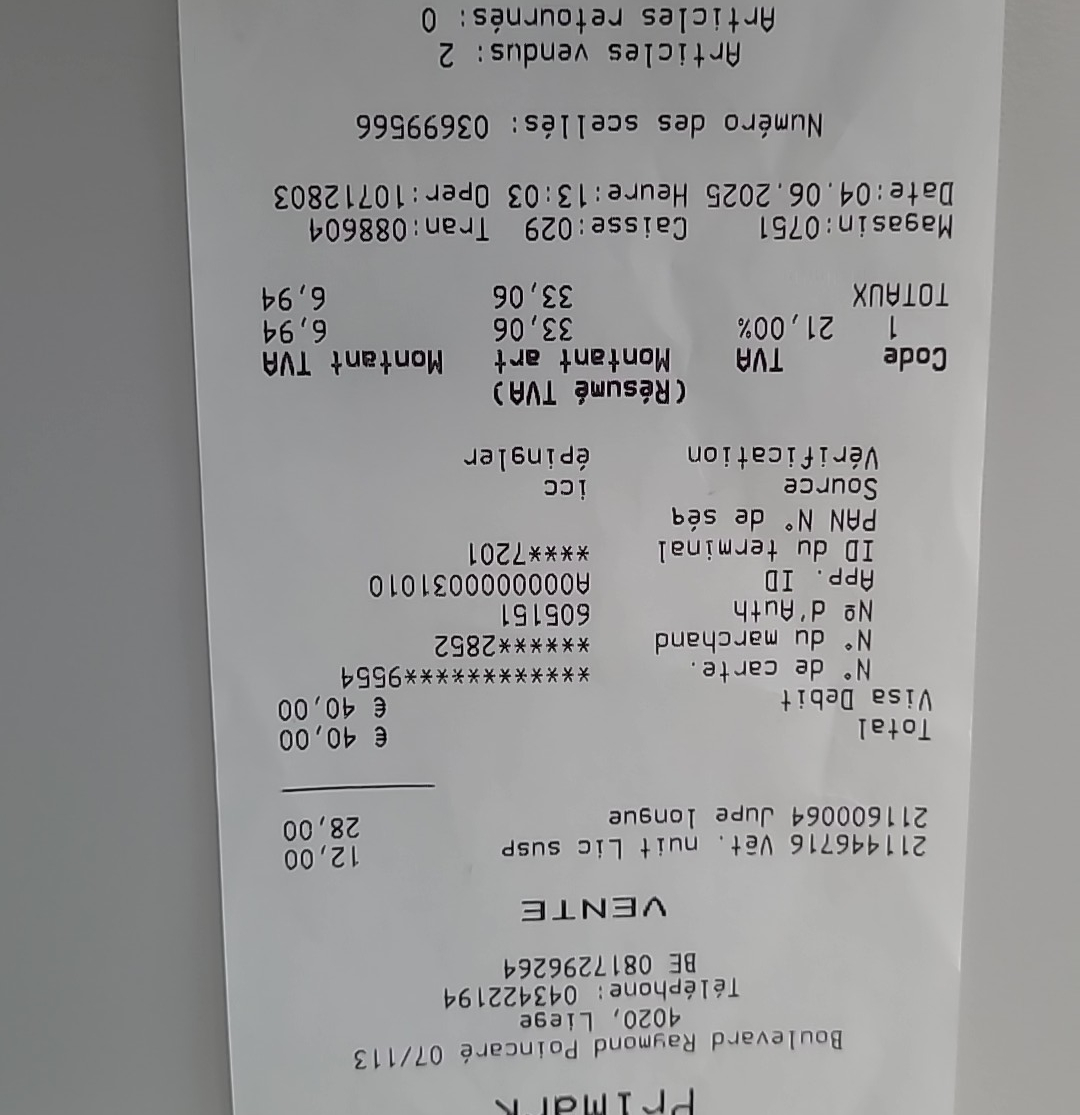 Primark
Boulevard Raymond Poincaré 07/113
4020, Liege
Téléphone: 043422194
BE 0817296264
VENTE
211446716 Vêt. nuit Lic susp 12,00
211600064 Jupe longue 28,00
Total € 40,00
Visa Debit € 40,00
N° de carte. *************9554
N° du marchand *******2852
Nº d'Auth 605151
App. ID A0000000031010
ID du terminal ****7201
PAN N° de séq
Source icc
Vérification épingler
(Résumé TVA)
Code TVA Montant art Montant TVA
1 21,00% 33,06 6,94
TOTAUX 33,06 6,94
Magasin:0751 Caisse:029 Tran:088604
Date:04.06.2025 Heure:13:03 Oper:10712803
Numéro des scellés: 03699566
Articles vendus: 2
Articles retournés: 0